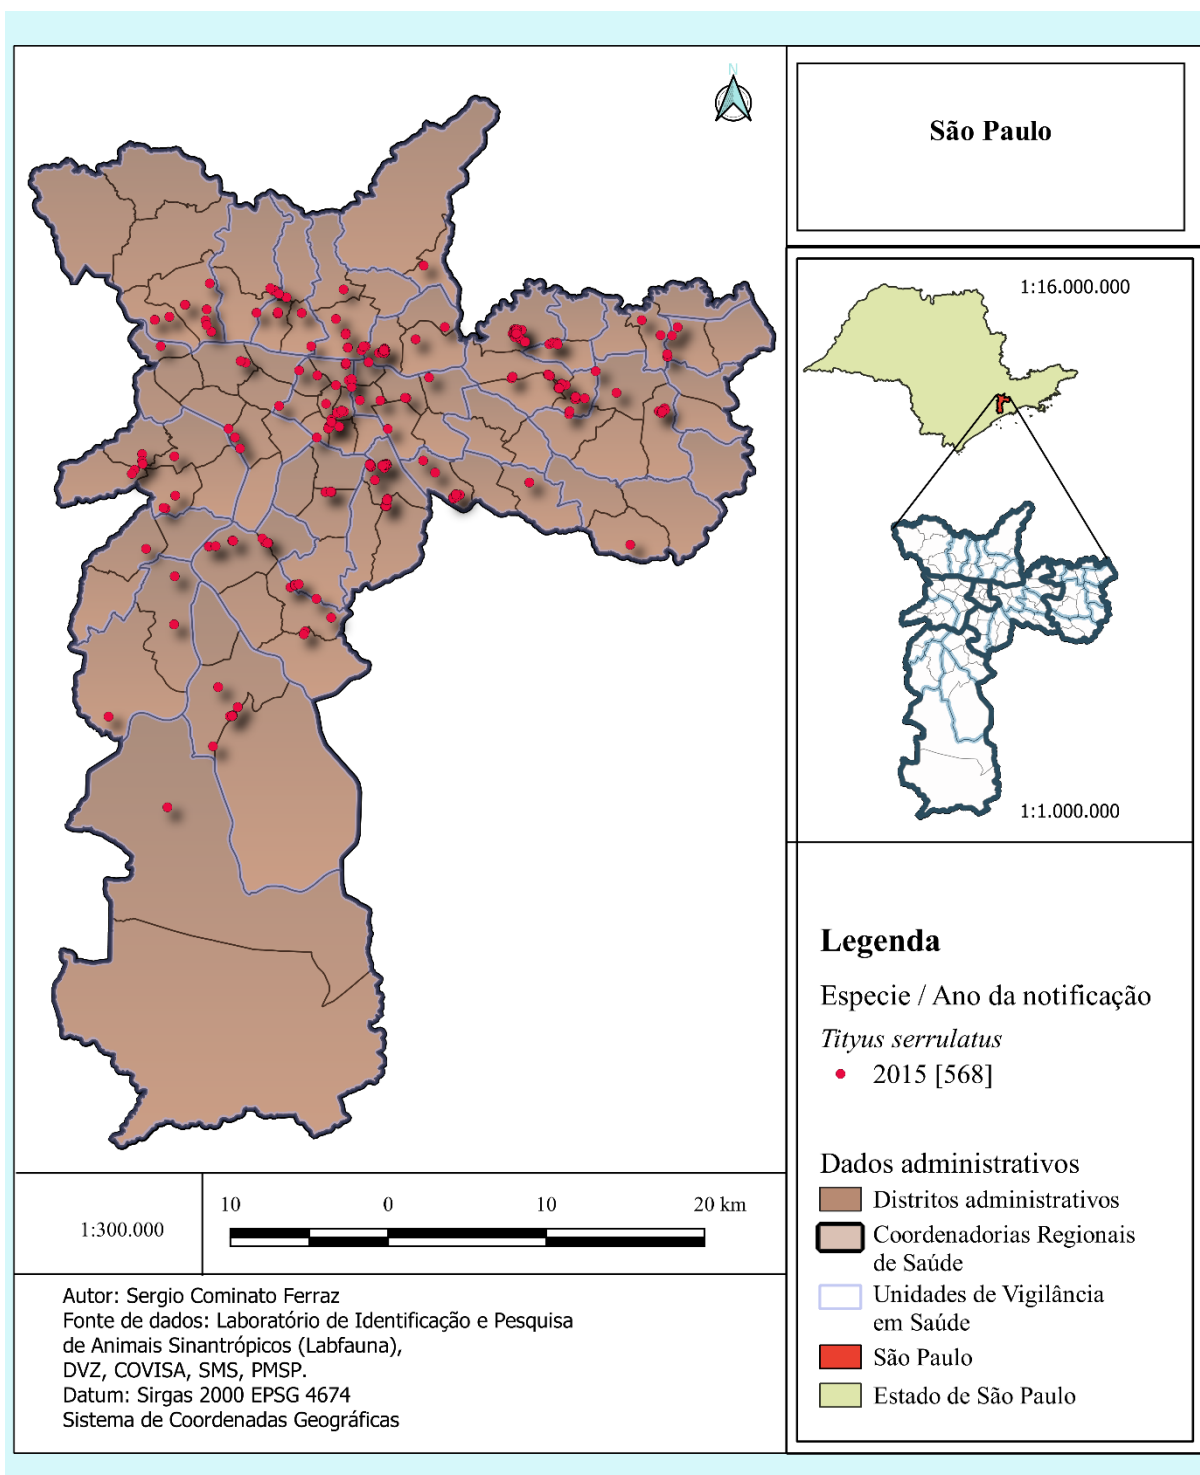 N
São Paulo
1:16.000.000
1:1.000.000
Legenda
Especie / Ano da notificação
Tityus serrulatus
2015 [568]
Dados administrativos
Distritos administrativos
Coordenadorias Regionais
de Saúde
Unidades de Vigilância
em Saúde
São Paulo
Estado de São Paulo
1:300.000
10 0 10 20 km
Autor: Sergio Cominato Ferraz
Fonte de dados: Laboratório de Identificação e Pesquisa
de Animais Sinantrópicos (Labfauna),
DVZ, COVISA, SMS, PMSP.
Datum: Sirgas 2000 EPSG 4674
Sistema de Coordenadas Geográficas